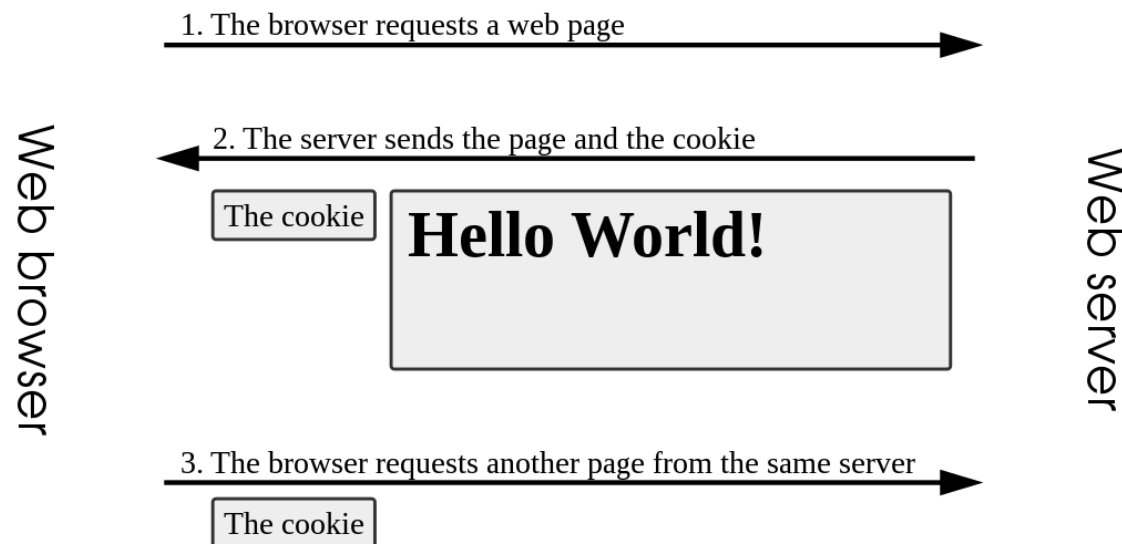 1. The browser requests a web page
2. The server sends the page and the cookie
Web browser
The cookie
Hello World!
Web server
3. The browser requests another page from the same server
The cookie